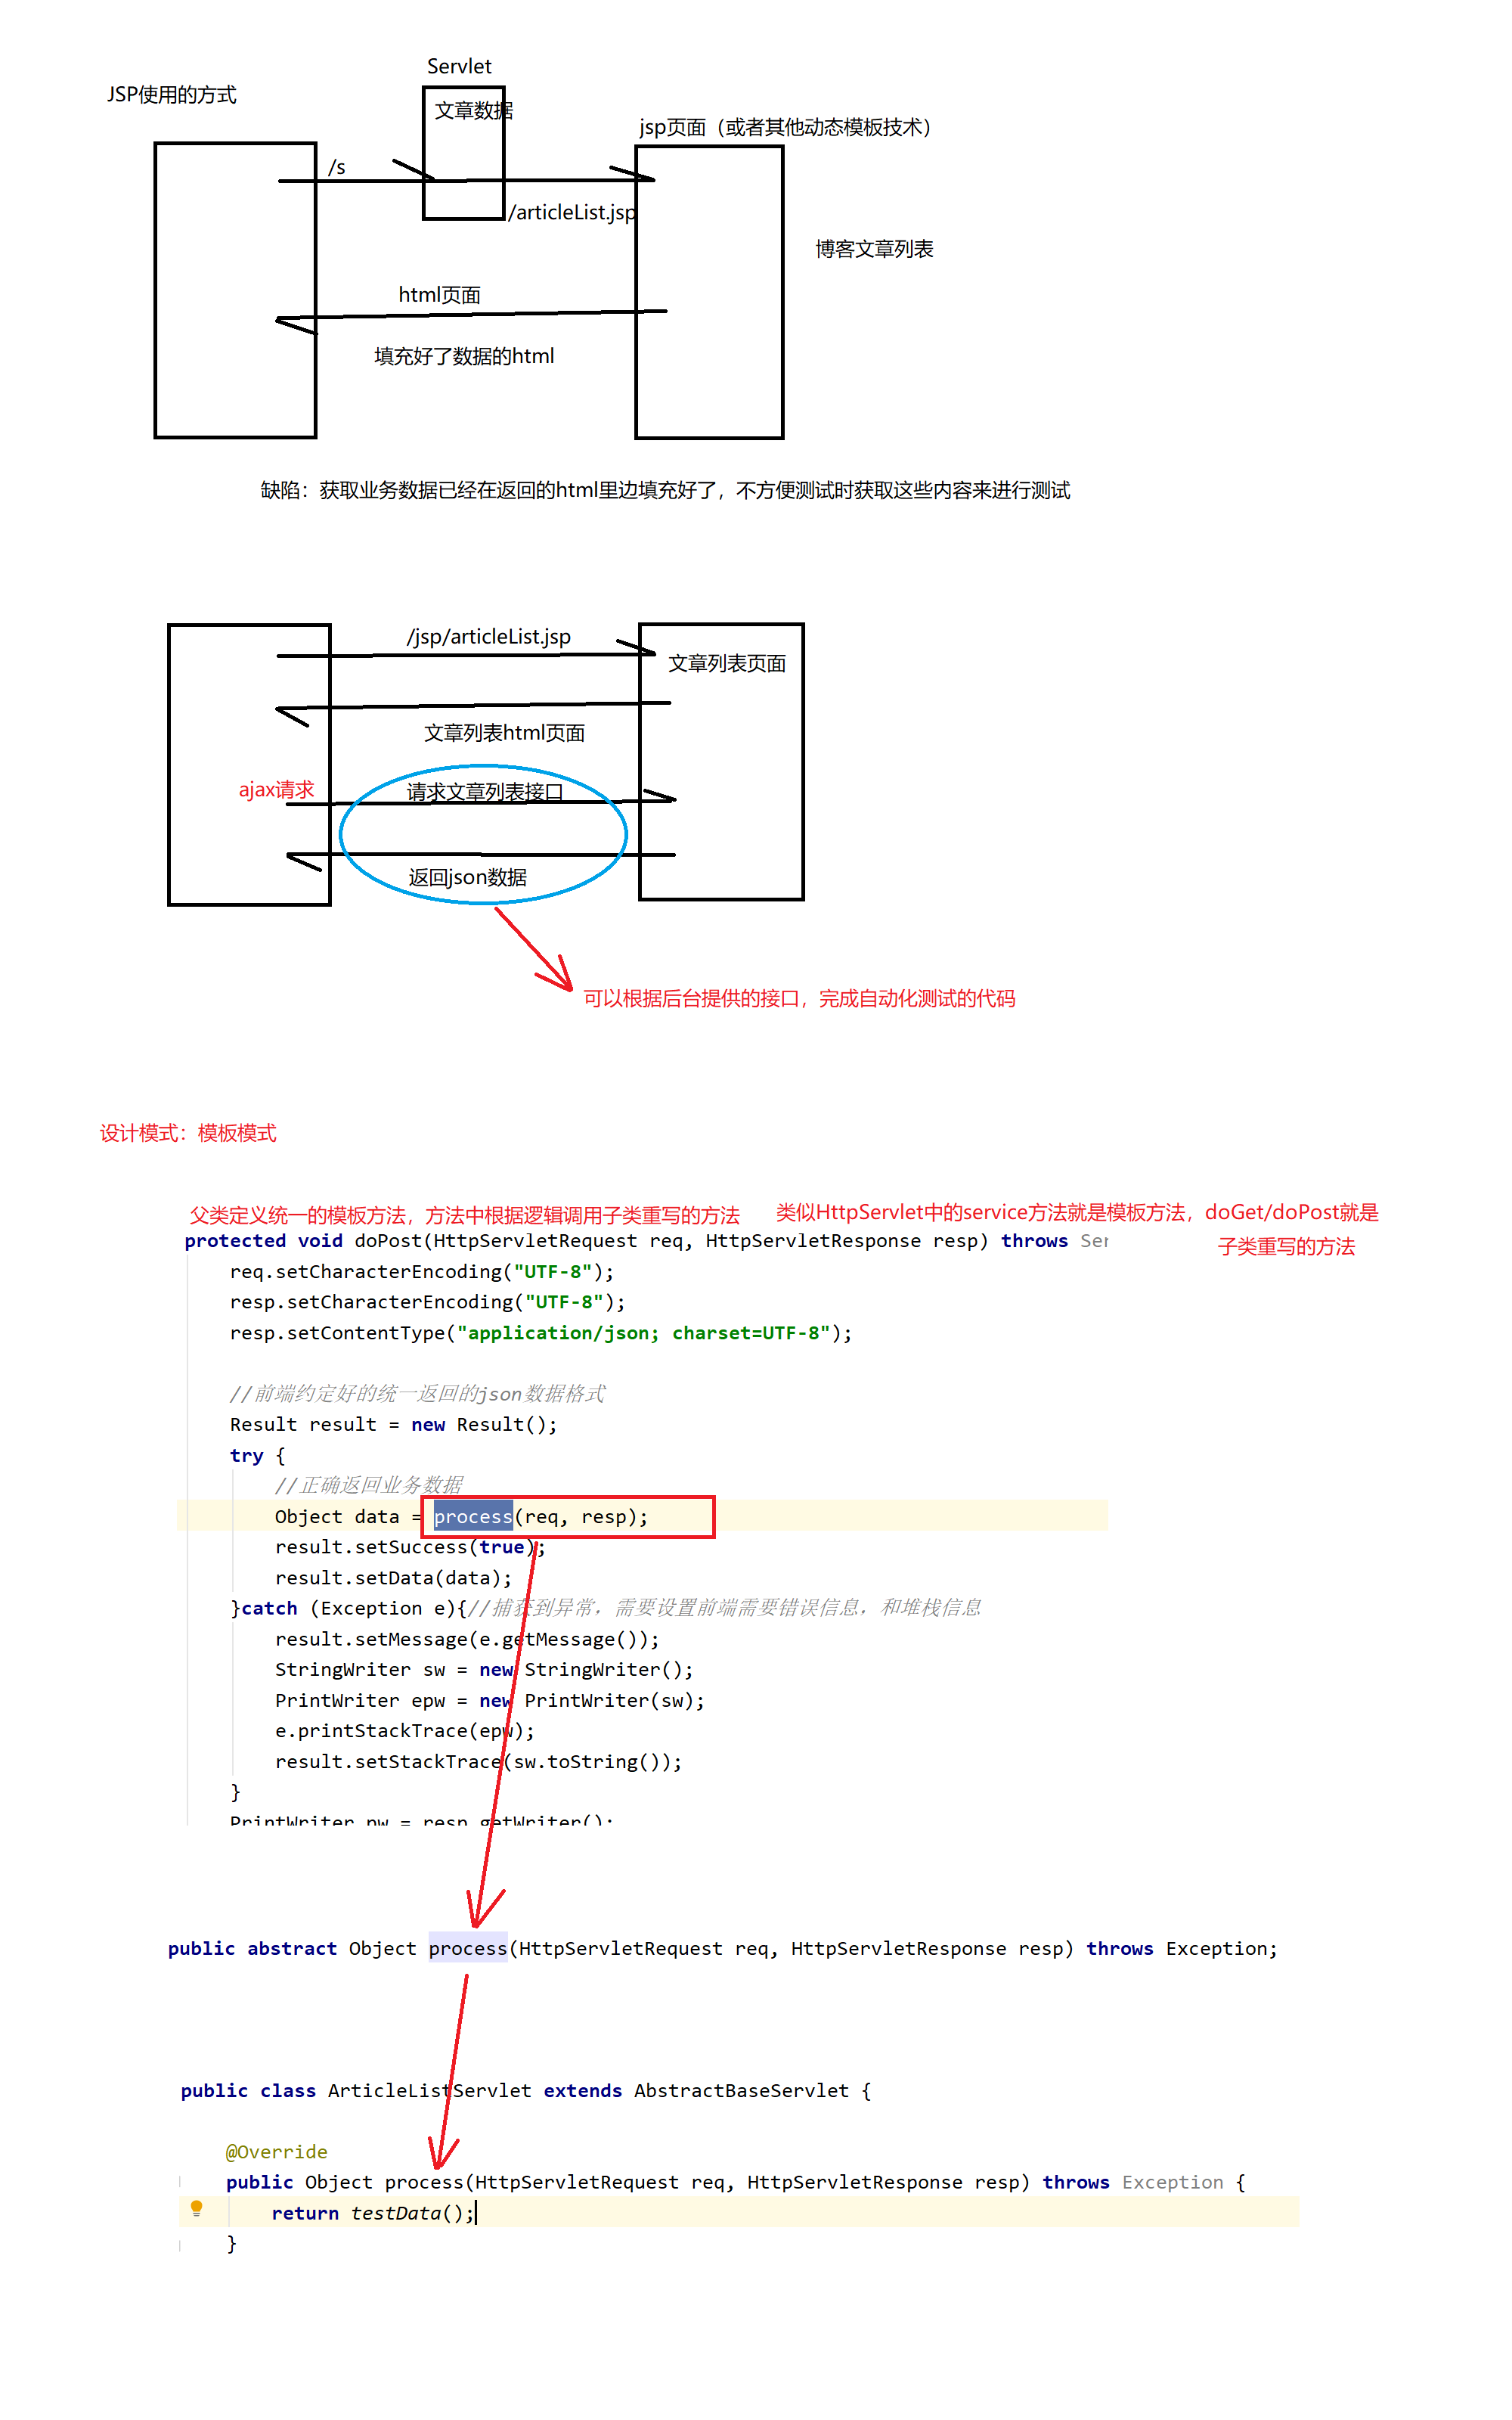 Servlet
JSP使用的方式
文章数据
jsp页面（或者其他动态模板技术）
/s
/articleList.jsp
博客文章列表
html页面
填充好了数据的html
缺陷：获取业务数据已经在返回的html里边填充好了，不方便测试时获取这些内容来进行测试
/jsp/articleList.jsp
文章列表页面
文章列表html页面
ajax请求
请求文章列表接口
返回json数据
可以根据后台提供的接口，完成自动化测试的代码
设计模式：模板模式
父类定义统一的模板方法，方法中根据逻辑调用子类重写的方法
类似HttpServlet中的service方法就是模板方法，doGet/doPost就是
子类重写的方法
protected void doPost(HttpServletRequest req, HttpServletResponse resp) throws Ser
req.setCharacterEncoding("UTF-8");
resp.setCharacterEncoding("UTF-8");
resp.setContentType("application/json; charset=UTF-8");
//前端约定好的统一返回的json数据格式
Result result = new Result();
try {
//正确返回业务数据
Object data = process(req, resp);
result.setSuccess(true);
result.setData(data);
}catch (Exception e){//捕获到异常，需要设置前端需要错误信息，和堆栈信息
result.setMessage(e.getMessage());
StringWriter sw = new StringWriter();
PrintWriter epw = new PrintWriter(sw);
e.printStackTrace(epw);
result.setStackTrace(sw.toString());
}
PrintWriter pw = resp.getWriter();
public abstract Object process(HttpServletRequest req, HttpServletResponse resp) throws Exception;
public class ArticleListServlet extends AbstractBaseServlet {
@Override
public Object process(HttpServletRequest req, HttpServletResponse resp) throws Exception {
return testData();
}